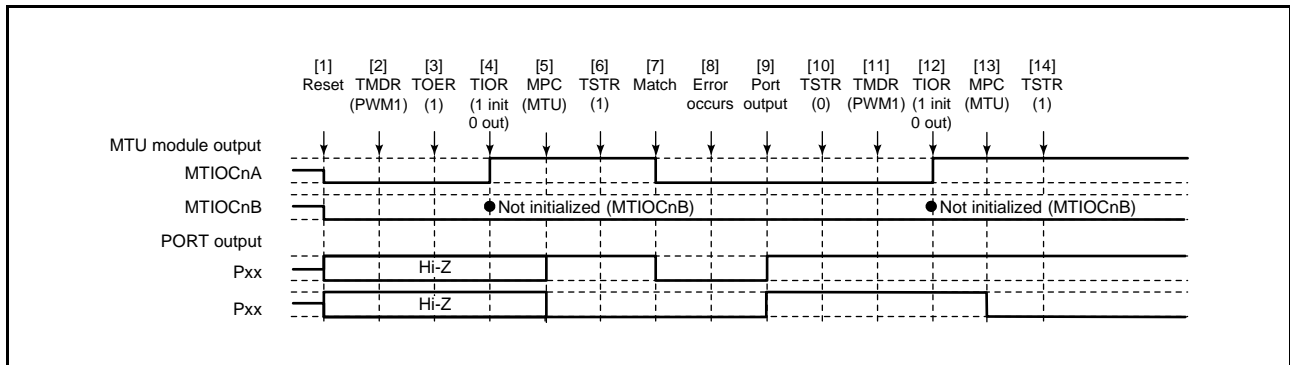 [1] [2] [3] [4] [5] [6] [7] [8] [9] [10] [11] [12] [13] [14]
Reset TMDR TOER TIOR MPC TSTR Match Error Port TSTR TMDR TIOR MPC TSTR
(PWM1) (1) (1 init (MTU) (1) occurs output (0) (PWM1) (1 init (MTU) (1)
0 out) 0 out)
MTU module output
MTIOCnA
MTIOCnB Not initialized (MTIOCnB) Not initialized (MTIOCnB)
PORT output
Pxx Hi-Z
Pxx Hi-Z